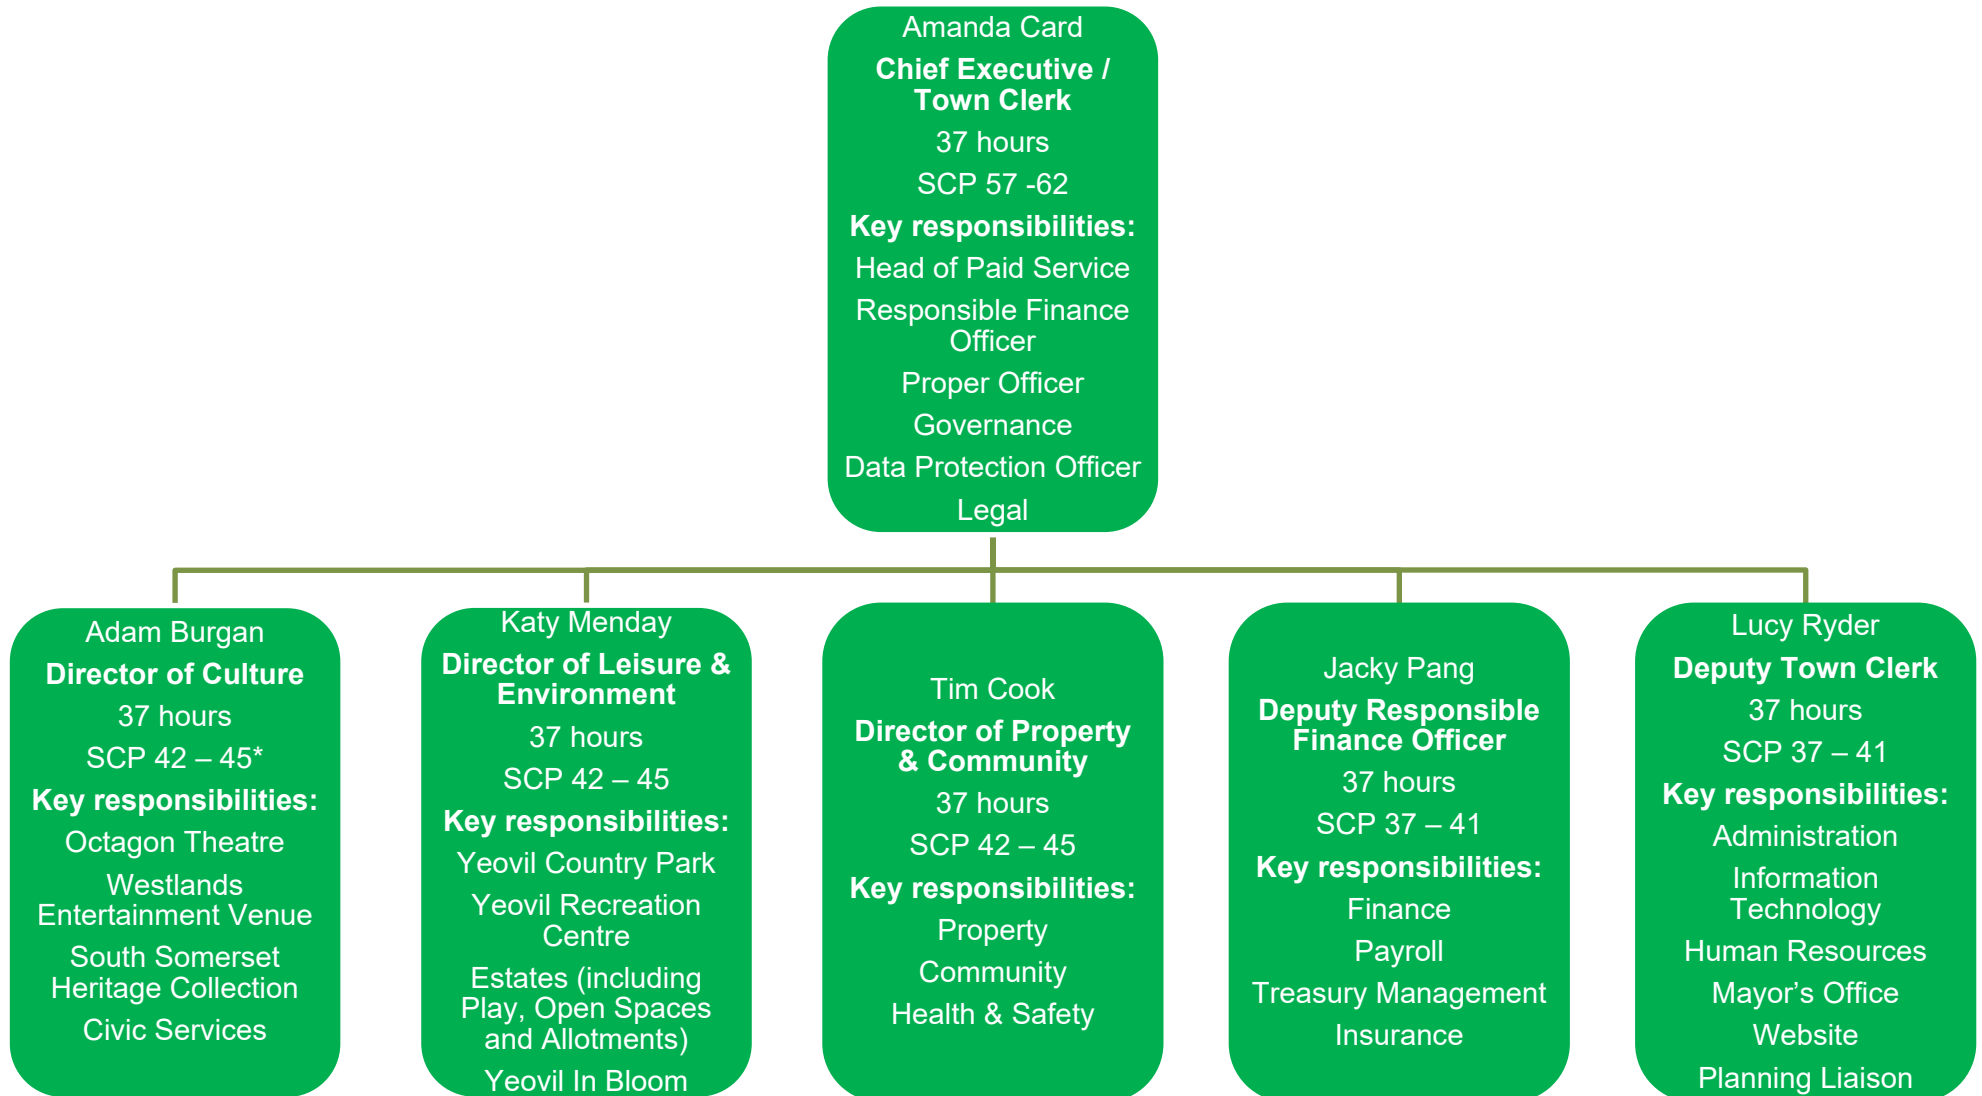 Amanda Card
Chief Executive /
Town Clerk
37 hours
SCP 57 -62
Key responsibilities:
Head of Paid Service
Responsible Finance
Officer
Proper Officer
Governance
Data Protection Officer
Legal
Adam Burgan
Director of Culture
37 hours
SCP 42 – 45*
Key responsibilities:
Octagon Theatre
Westlands
Entertainment Venue
South Somerset
Heritage Collection
Civic Services
Katy Menday
Director of Leisure &
Environment
37 hours
SCP 42 – 45
Key responsibilities:
Yeovil Country Park
Yeovil Recreation
Centre
Estates (including
Play, Open Spaces
and Allotments)
Yeovil In Bloom
Tim Cook
Director of Property
& Community
37 hours
SCP 42 – 45
Key responsibilities:
Property
Community
Health & Safety
Jacky Pang
Deputy Responsible
Finance Officer
37 hours
SCP 37 – 41
Key responsibilities:
Finance
Payroll
Treasury Management
Insurance
Lucy Ryder
Deputy Town Clerk
37 hours
SCP 37 – 41
Key responsibilities:
Administration
Information
Technology
Human Resources
Mayor’s Office
Website
Planning Liaison